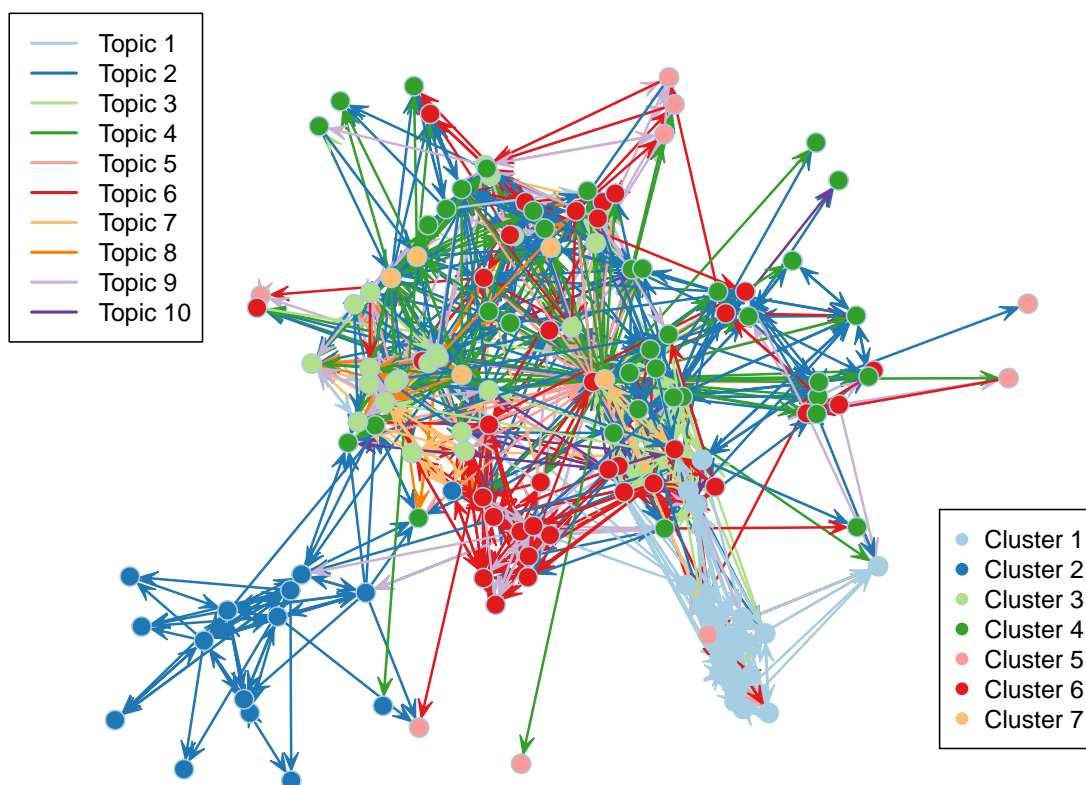 Topic 1
Topic 2
Topic 3
Topic 4
Topic 5
Topic 6
Topic 7
Topic 8
Topic 9
Topic 10
Cluster 1
Cluster 2
Cluster 3
Cluster 4
Cluster 5
Cluster 6
Cluster 7